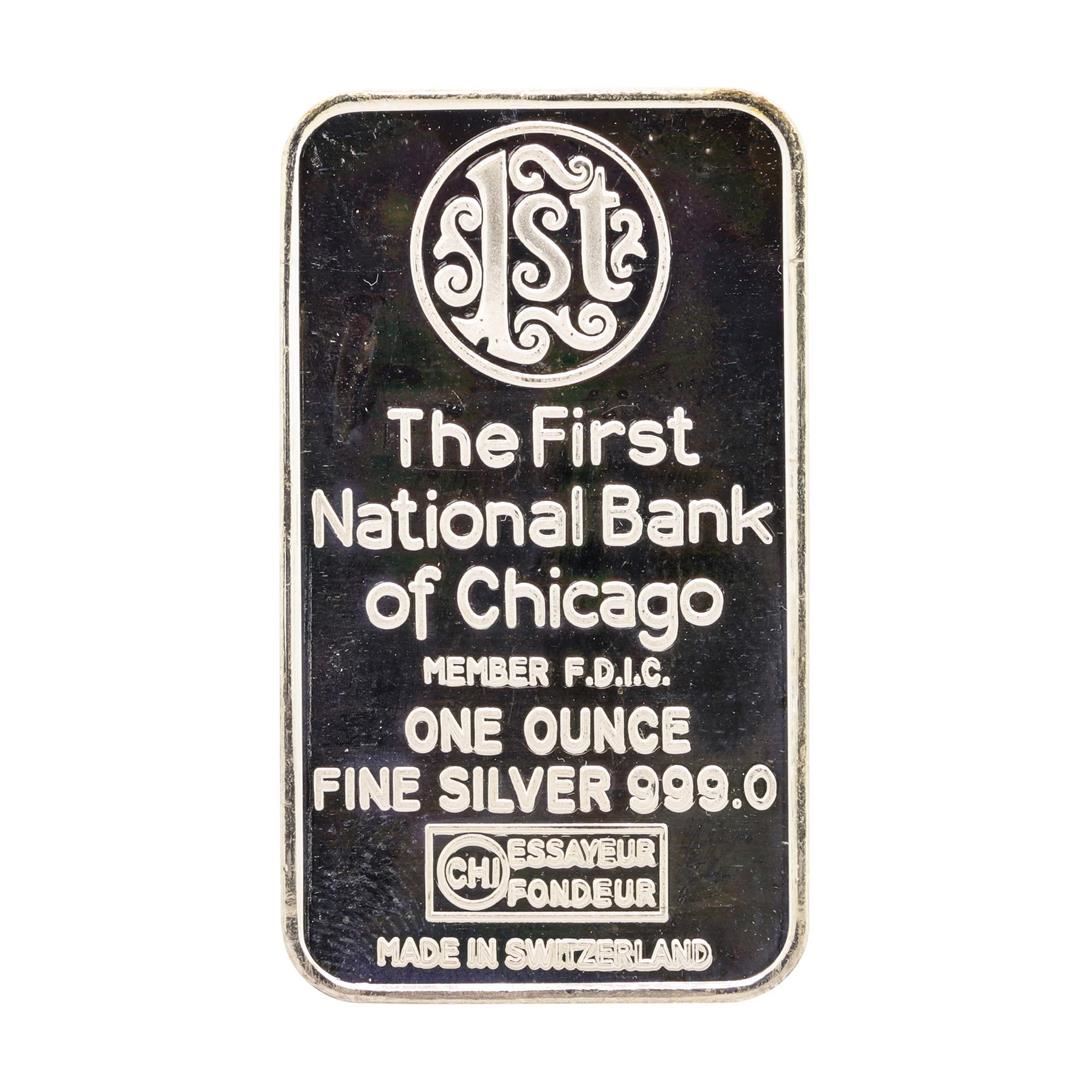 1st
The First
National Bank
of Chicago
MEMBER F.D.I.C.
ONE OUNCE
FINE SILVER 999.0
CHI ESSAYEUR
FONDEUR
MADE IN SWITZERLAND